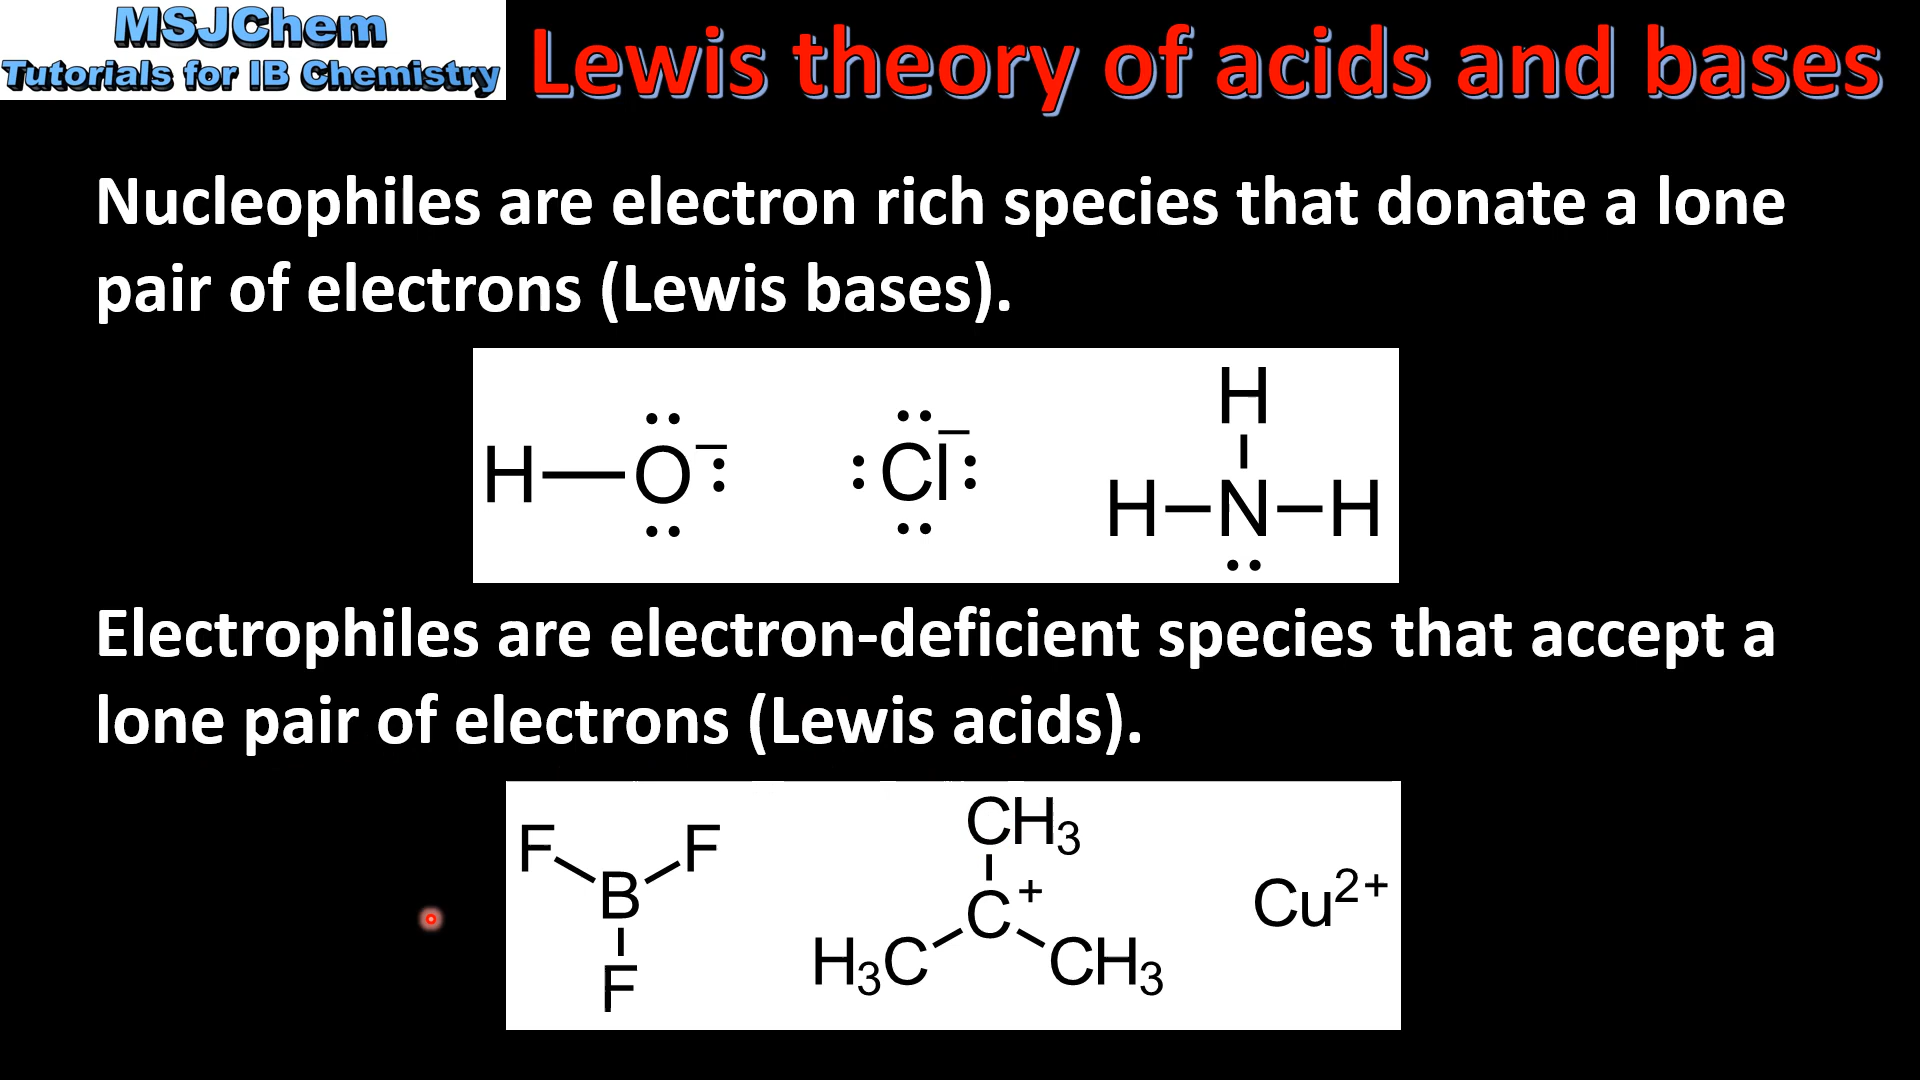 MSJChem
Tutorials for IB Chemistry
Lewis theory of acids and bases
Nucleophiles are electron rich species that donate a lone
pair of electrons (Lewis bases).
H—O:⁻ :Cl:⁻ H
H—N—H
Electrophiles are electron-deficient species that accept a
lone pair of electrons (Lewis acids).
F F
B
F
CH₃
C⁺
H₃C CH₃
Cu²⁺